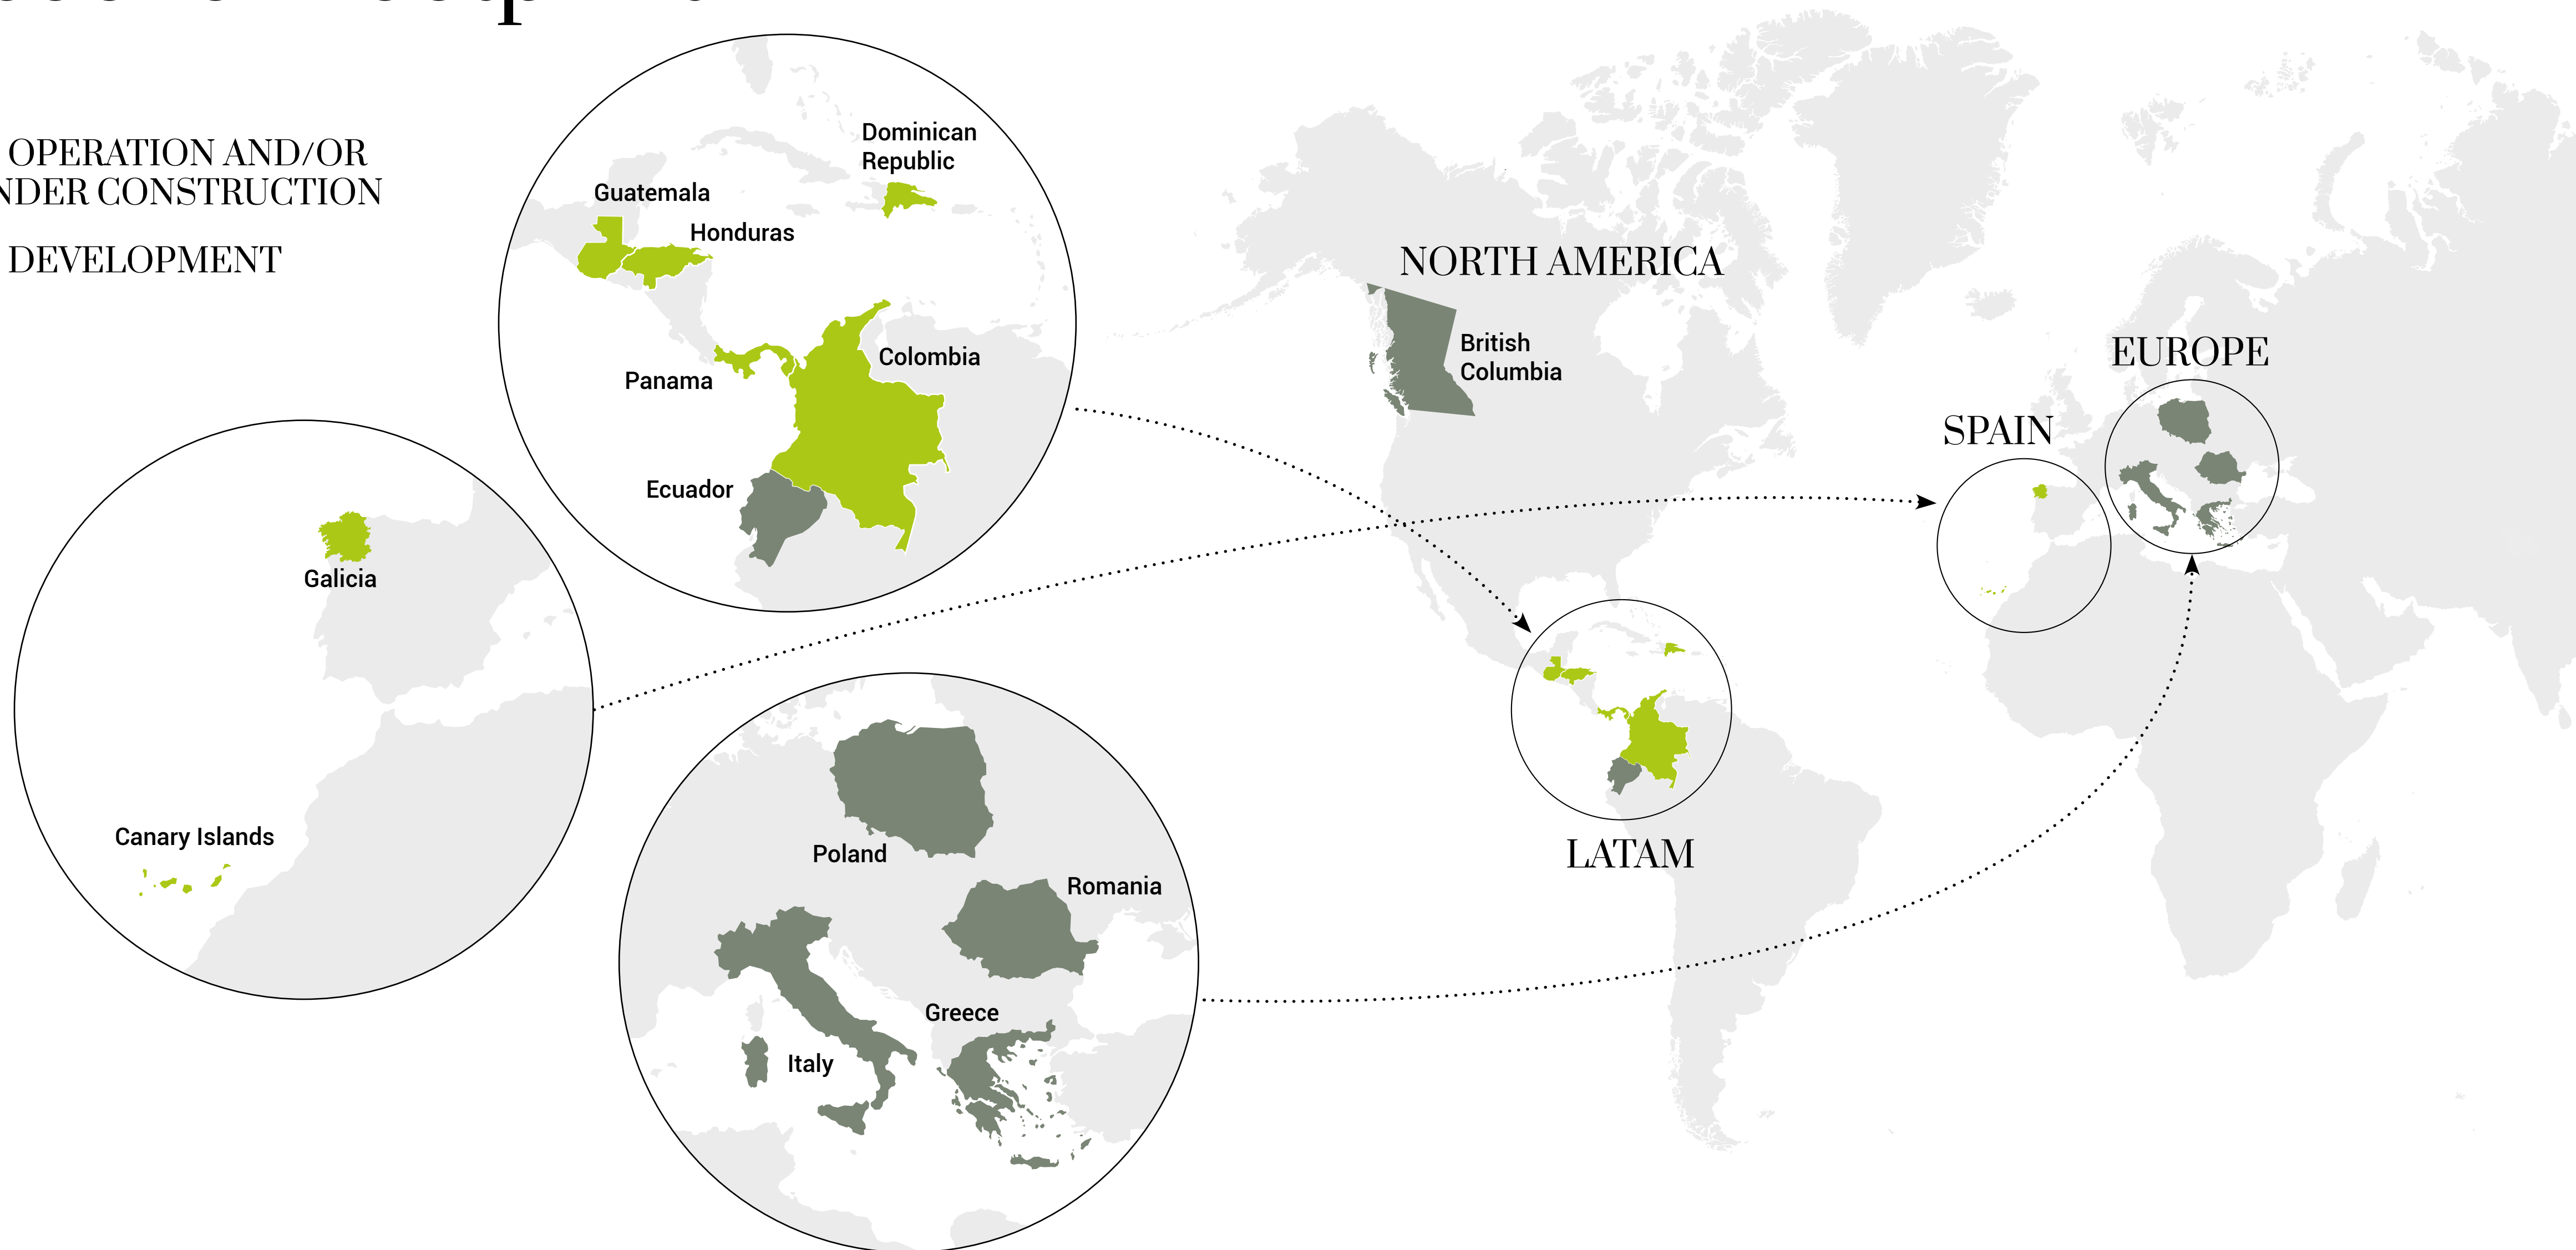 OPERATION AND/OR
NDER CONSTRUCTION
DEVELOPMENT
Dominican
Republic
Guatemala
Honduras
Panama
Colombia
Ecuador
Galicia
Canary Islands
Poland
Romania
Greece
Italy
NORTH AMERICA
British
Columbia
EUROPE
SPAIN
LATAM